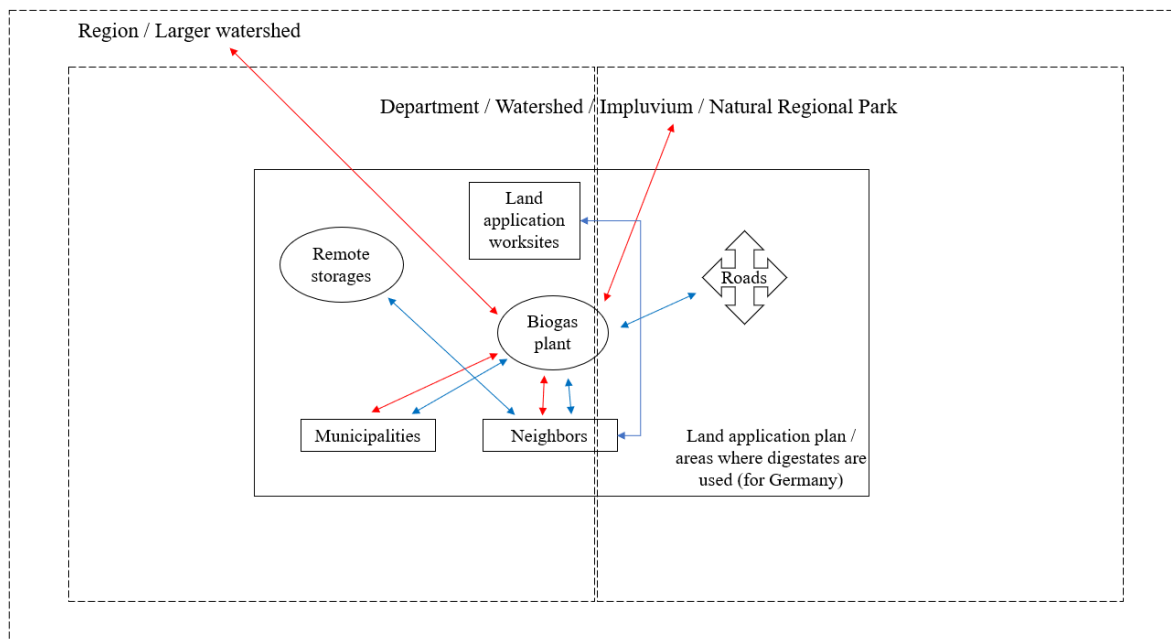 Region / Larger watershed
Department / Watershed / Impluvium / Natural Regional Park
Land
application
worksites
Remote
storages
Roads
Biogas
plant
Municipalities
Neighbors
Land application plan /
areas where digestates are
used (for Germany)